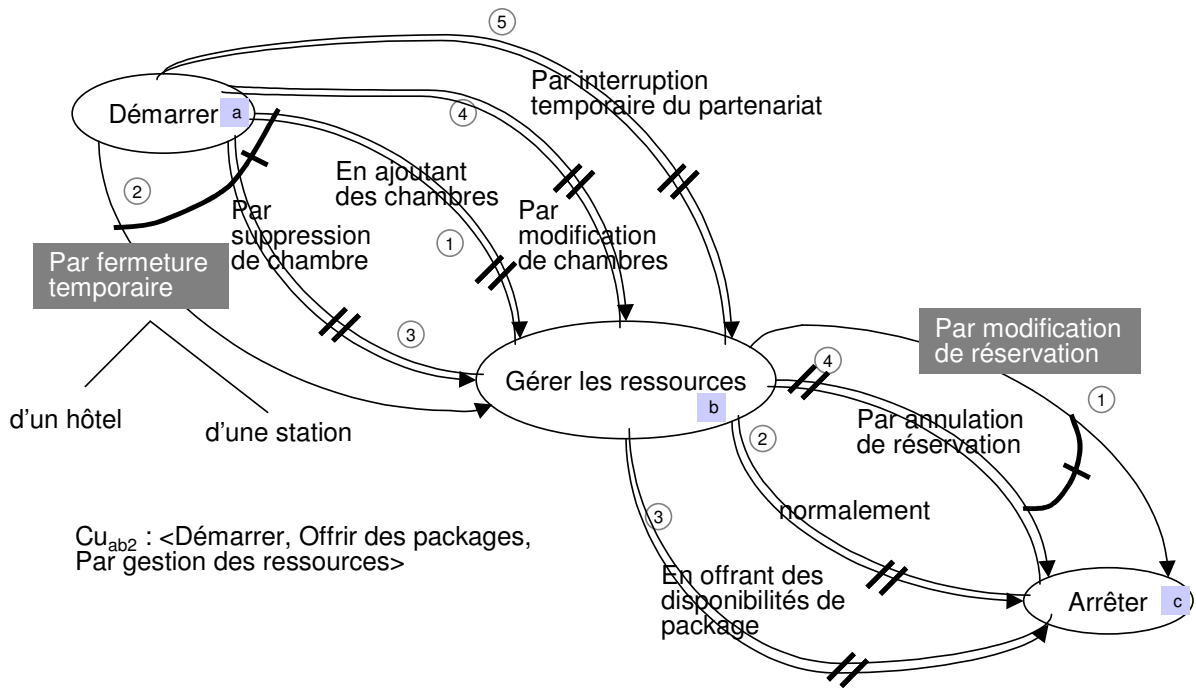 5
Par interruption
temporaire du partenariat
Démarrer a
4
En ajoutant
des chambres
2
Par
suppression
de chambre
Par
modification
de chambres
1
Par fermeture
temporaire
3
Par modification
de réservation
4
Gérer les ressources
b
1
d'un hôtel
d'une station
Par annulation
de réservation
2
normalement
3
Cuab2 : <Démarrer, Offrir des packages,
Par gestion des ressources>
En offrant des
disponibilités de
package
Arrêter c